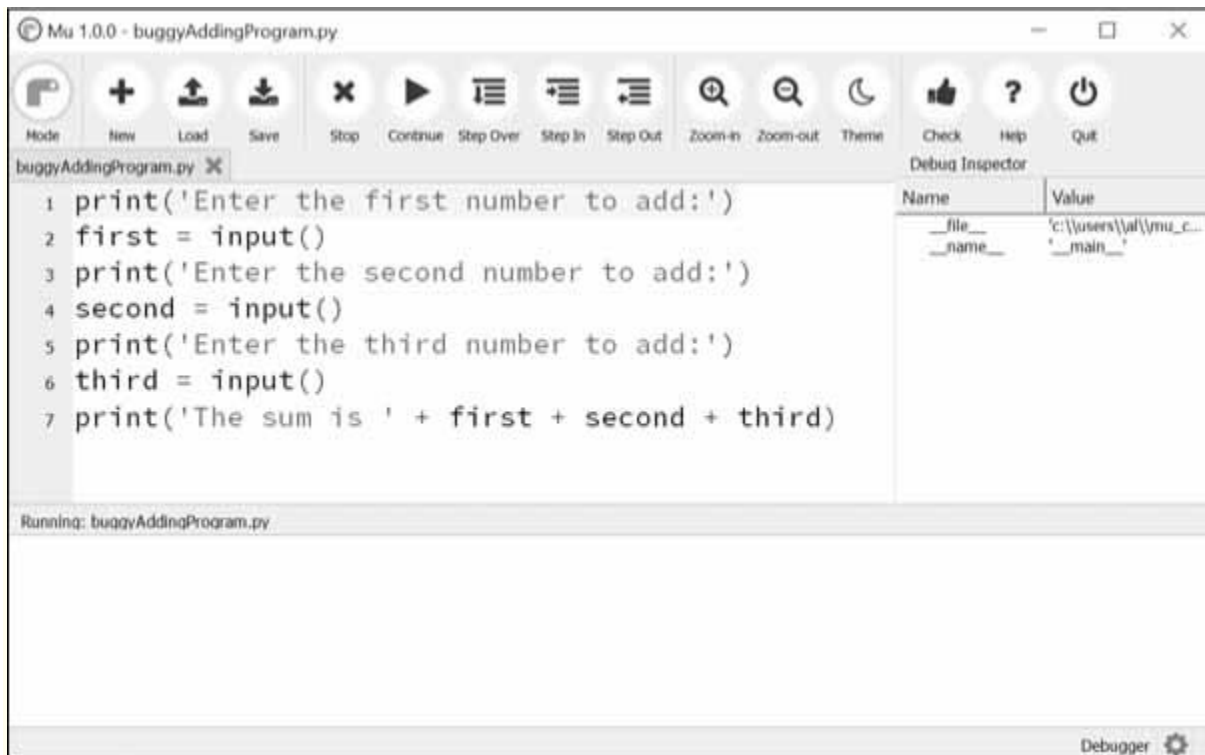 Mu 1.0.0 - buggyAddingProgram.py
Mode New Load Save Stop Continue Step Over Step In Step Out Zoom-in Zoom-out Theme Check Help Quit
buggyAddingProgram.py
Debug Inspector
Name Value
__file__ 'c:\\users\\al\\mu_c...
__name__ '__main__'
1 print('Enter the first number to add:')
2 first = input()
3 print('Enter the second number to add:')
4 second = input()
5 print('Enter the third number to add:')
6 third = input()
7 print('The sum is ' + first + second + third)
Running: buggyAddingProgram.py
Debugger